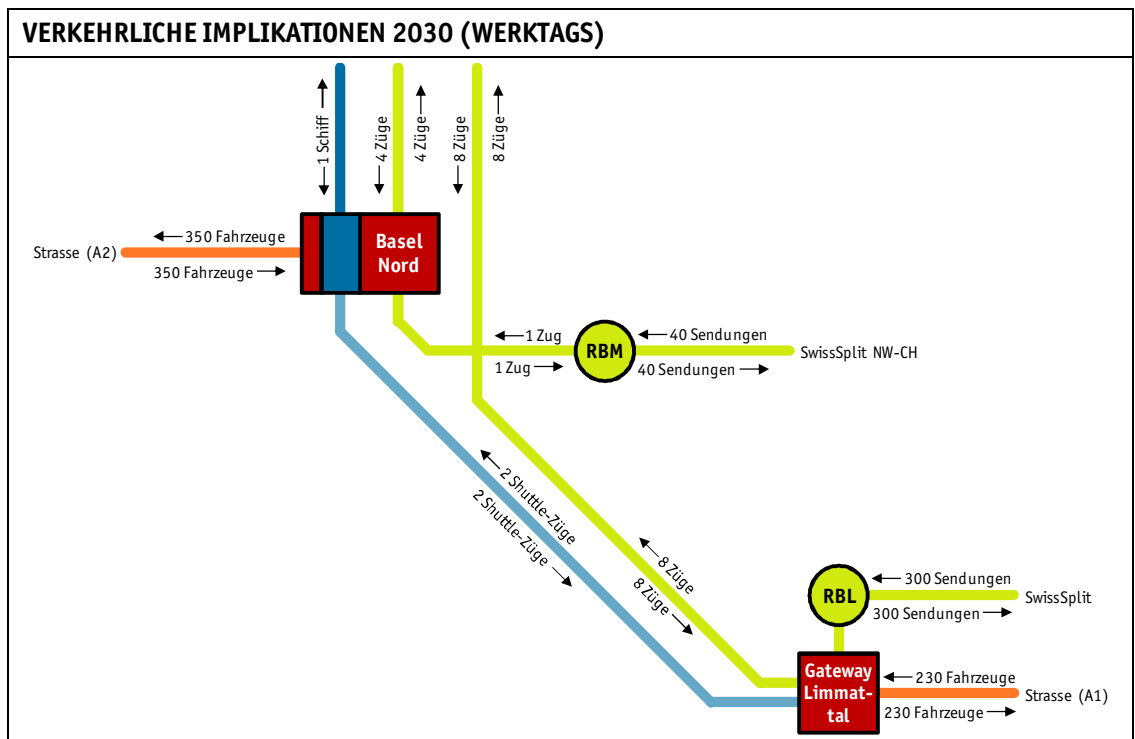 VERKEHRLICHE IMPLIKATIONEN 2030 (WERKTAGS)
1 Schiff
4 Züge
4 Züge
8 Züge
8 Züge
350 Fahrzeuge
Strasse (A2)
350 Fahrzeuge
Basel
Nord
1 Zug
1 Zug
RBM
40 Sendungen
40 Sendungen
SwissSplit NW-CH
2 Shuttle-Züge
2 Shuttle-Züge
8 Züge
8 Züge
RBL
300 Sendungen
300 Sendungen
SwissSplit
Gateway
Limmat-
tal
230 Fahrzeuge
230 Fahrzeuge
Strasse (A1)